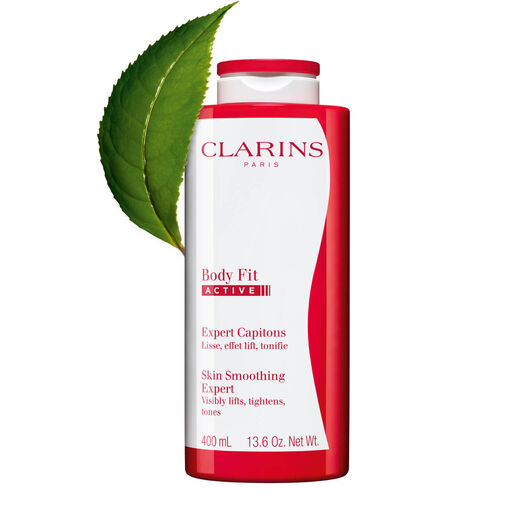 CLARINS
PARIS
Body Fit
ACTIVE
Expert Capitons
Lisse, effet lift, tonifie
Skin Smoothing
Expert
Visibly lifts, tightens,
tones
400 mL 13.6 Oz. Net Wt.